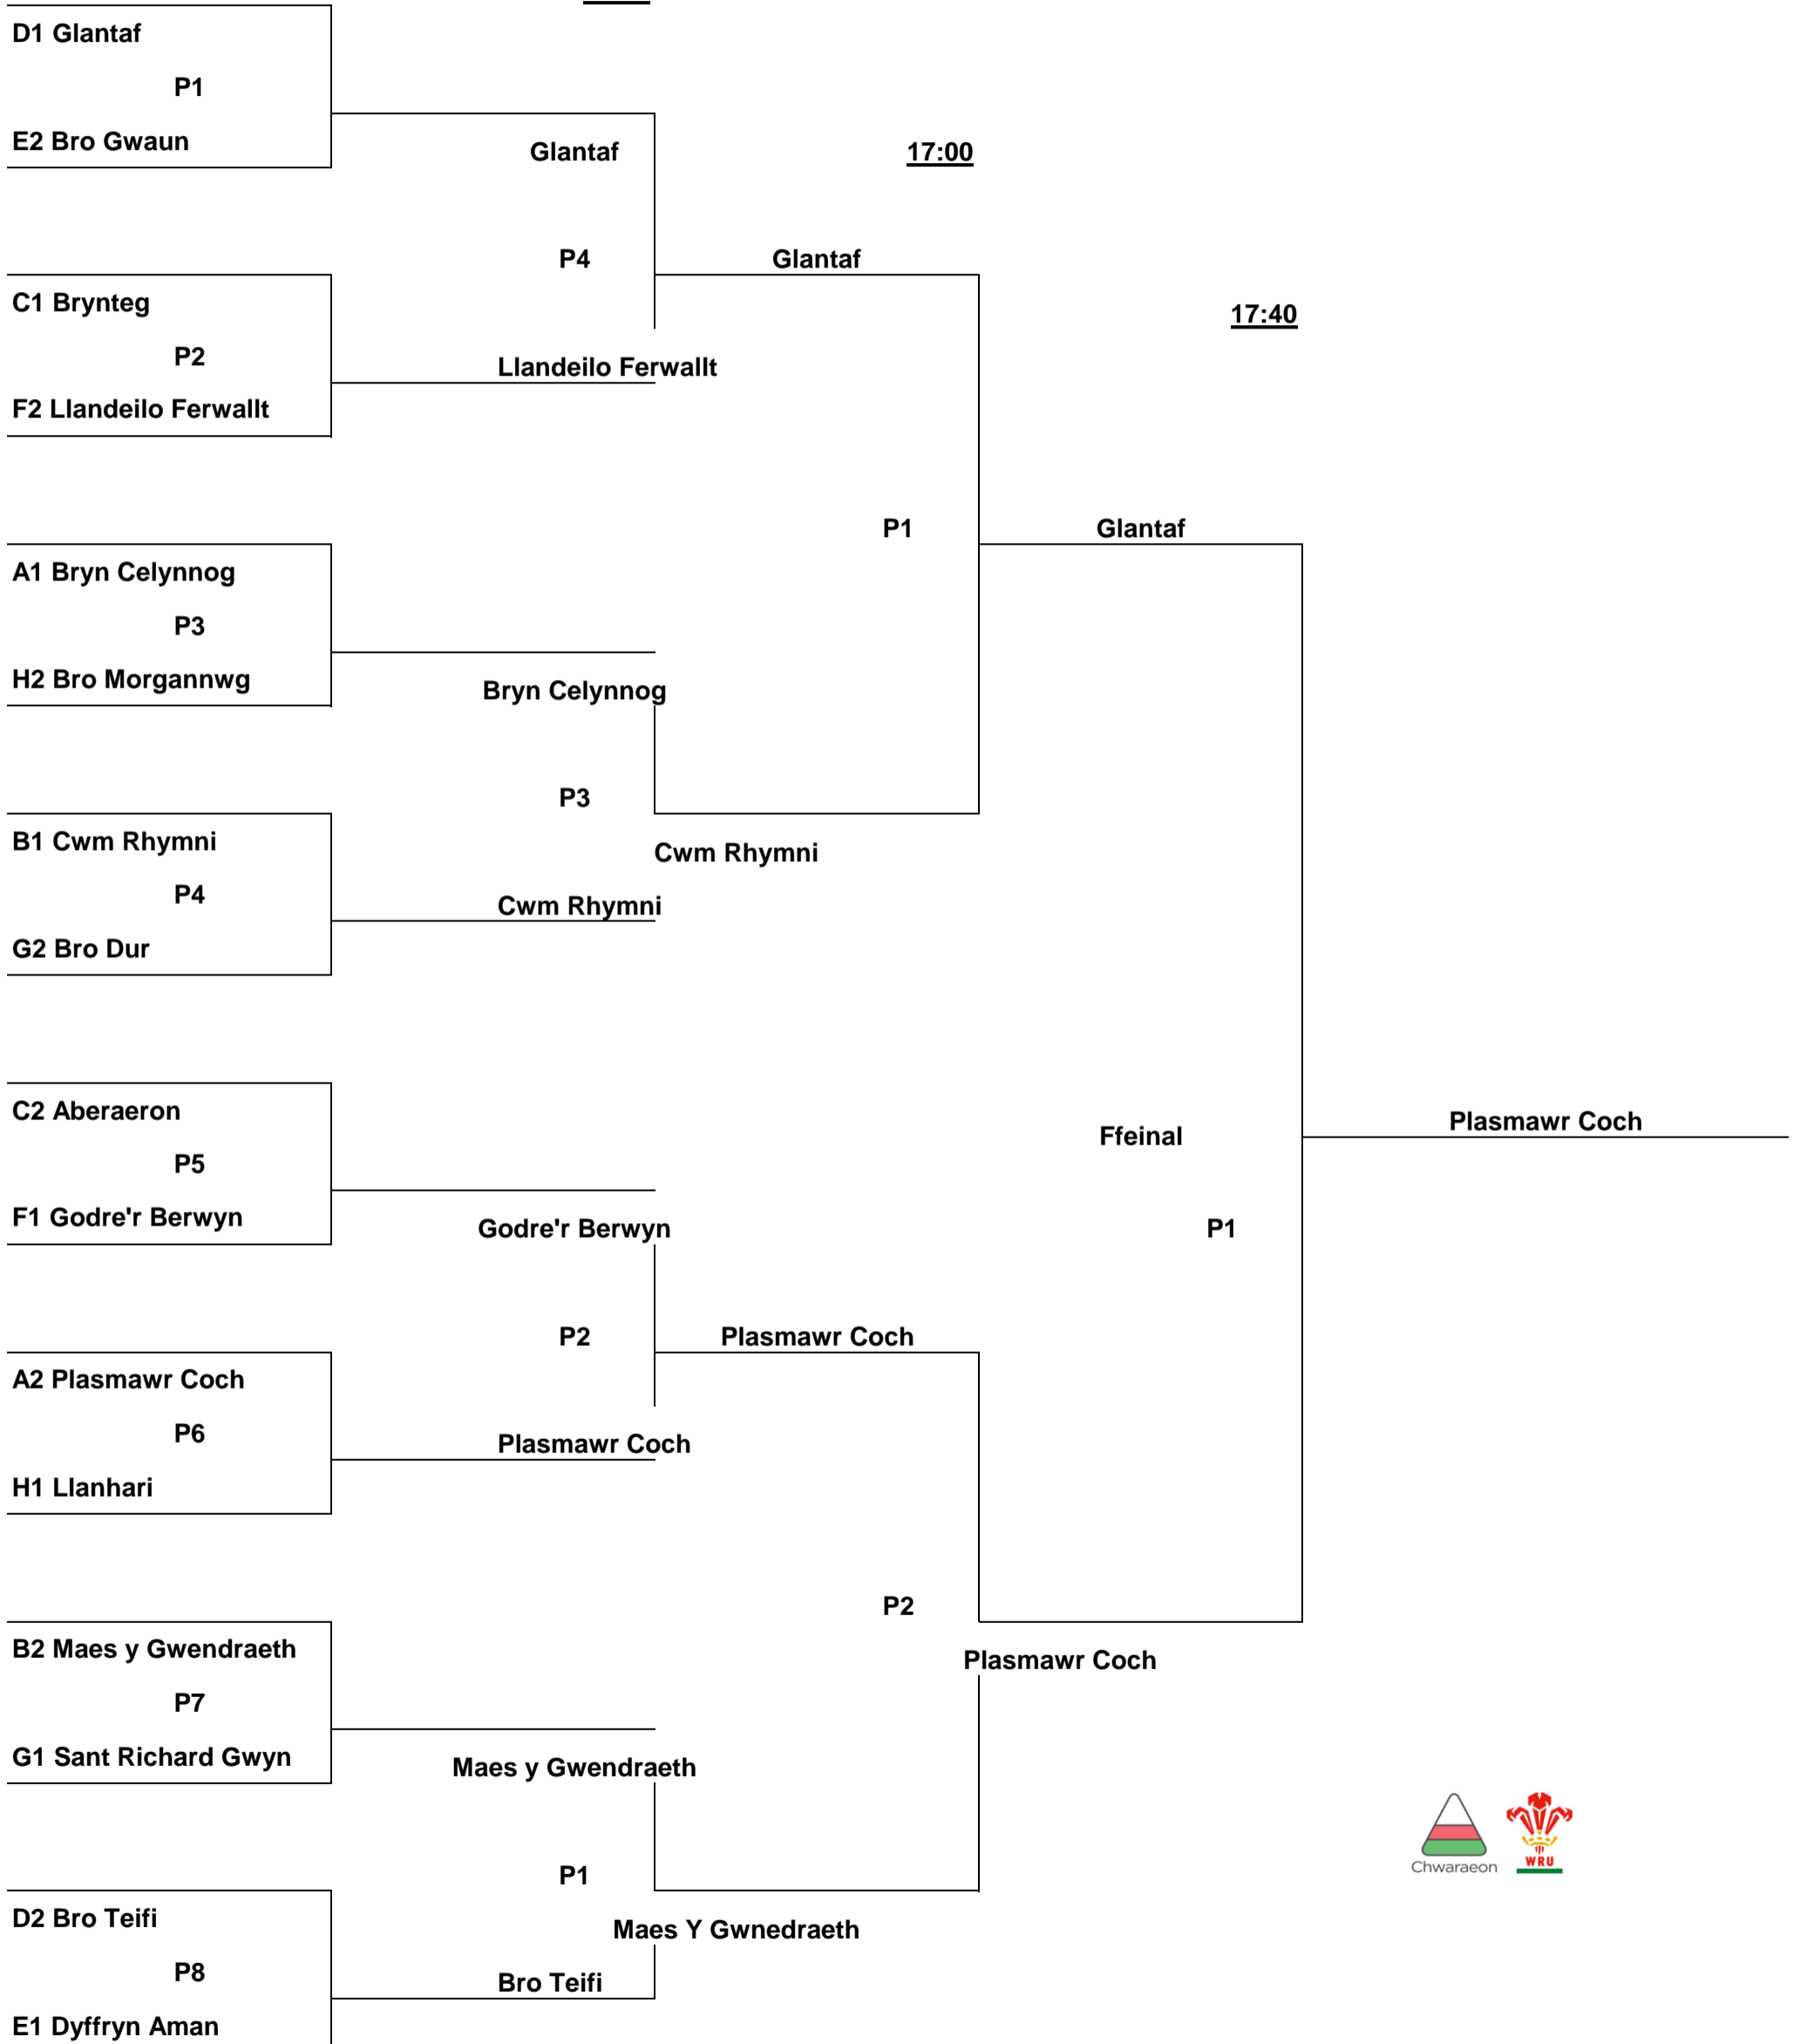 D1 Glantaf
P1
E2 Bro Gwaun
Glantaf
17:00
P4
Glantaf
C1 Brynteg
17:40
P2
Llandeilo Ferwallt
F2 Llandeilo Ferwallt
P1
Glantaf
A1 Bryn Celynnog
P3
H2 Bro Morgannwg
Bryn Celynnog
P3
B1 Cwm Rhymni
Cwm Rhymni
P4
Cwm Rhymni
G2 Bro Dur
C2 Aberaeron
Plasmawr Coch
Ffeinal
P5
F1 Godre'r Berwyn
Godre'r Berwyn
P1
P2
Plasmawr Coch
A2 Plasmawr Coch
P6
Plasmawr Coch
H1 Llanhari
P2
B2 Maes y Gwendraeth
Plasmawr Coch
P7
G1 Sant Richard Gwyn
Maes y Gwendraeth
P1
Chwaraeon
WRU
D2 Bro Teifi
Maes Y Gwnedraeth
P8
Bro Teifi
E1 Dyffryn Aman